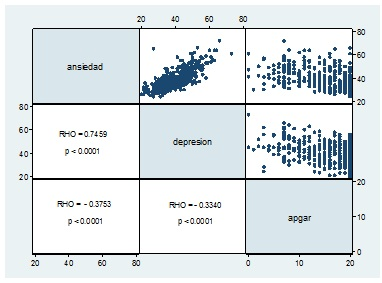 20 40 60 80
ansiedad
80
60
40
20
80
60
40
20
RHO = 0.7459
p < 0.0001
depresion
RHO = - 0.3753
p < 0.0001
RHO = - 0.3340
p < 0.0001
apgar
20
10
0
20 40 60 80
0 10 20